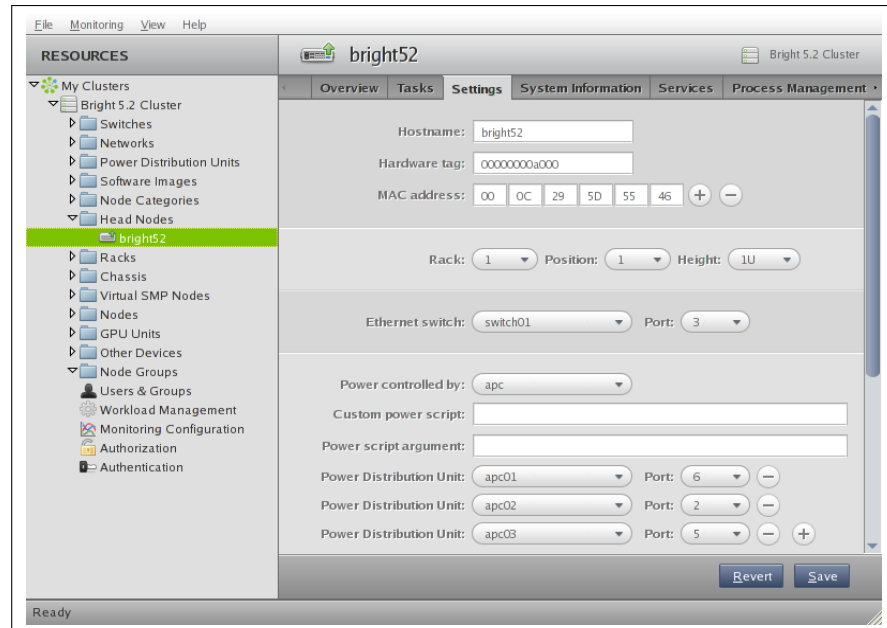 File Monitoring View Help
RESOURCES
bright52
Bright 5.2 Cluster
My Clusters
Bright 5.2 Cluster
Switches
Networks
Power Distribution Units
Software Images
Node Categories
Head Nodes
bright52
Racks
Chassis
Virtual SMP Nodes
Nodes
GPU Units
Other Devices
Node Groups
Users & Groups
Workload Management
Monitoring Configuration
Authorization
Authentication
Overview Tasks Settings System Information Services Process Management
Hostname: bright52
Hardware tag: 00000000a000
MAC address: 00 0C 29 5D 55 46 + −
Rack: 1 Position: 1 Height: 1U
Ethernet switch: switch01 Port: 3
Power controlled by: apc
Custom power script:
Power script argument:
Power Distribution Unit: apc01 Port: 6 −
Power Distribution Unit: apc02 Port: 2 −
Power Distribution Unit: apc03 Port: 5 − +
Revert Save
Ready